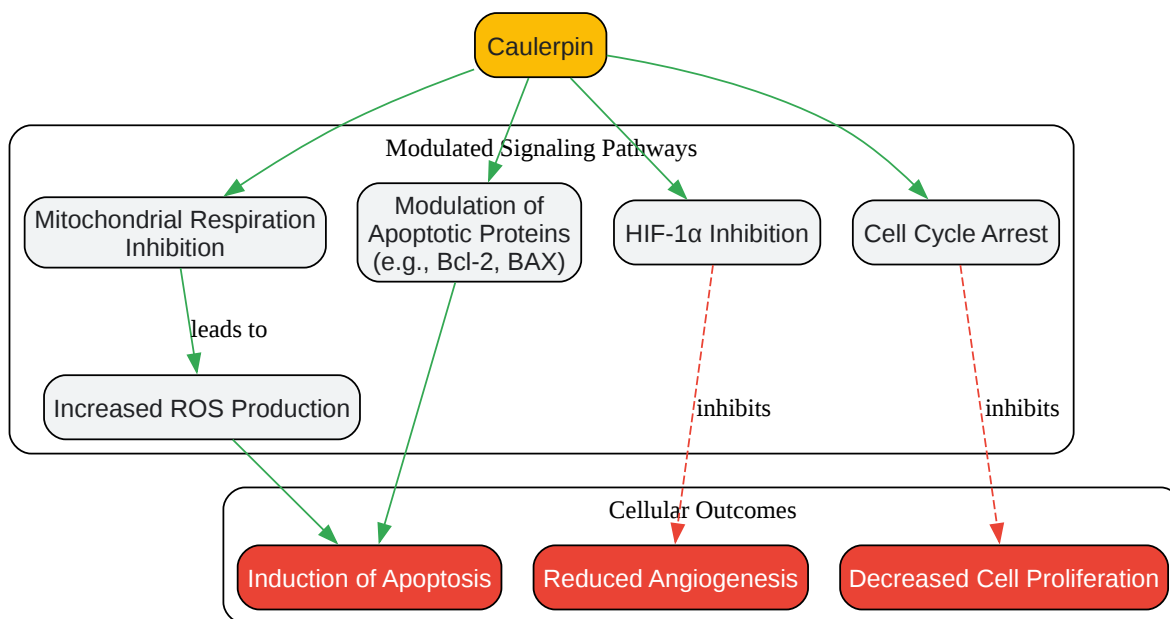 Caulerpin
Modulated Signaling Pathways
Mitochondrial Respiration
Inhibition
Modulation of
Apoptotic Proteins
(e.g., Bcl-2, BAX)
HIF-1α Inhibition
Cell Cycle Arrest
leads to
Increased ROS Production
inhibits
inhibits
Cellular Outcomes
Induction of Apoptosis
Reduced Angiogenesis
Decreased Cell Proliferation